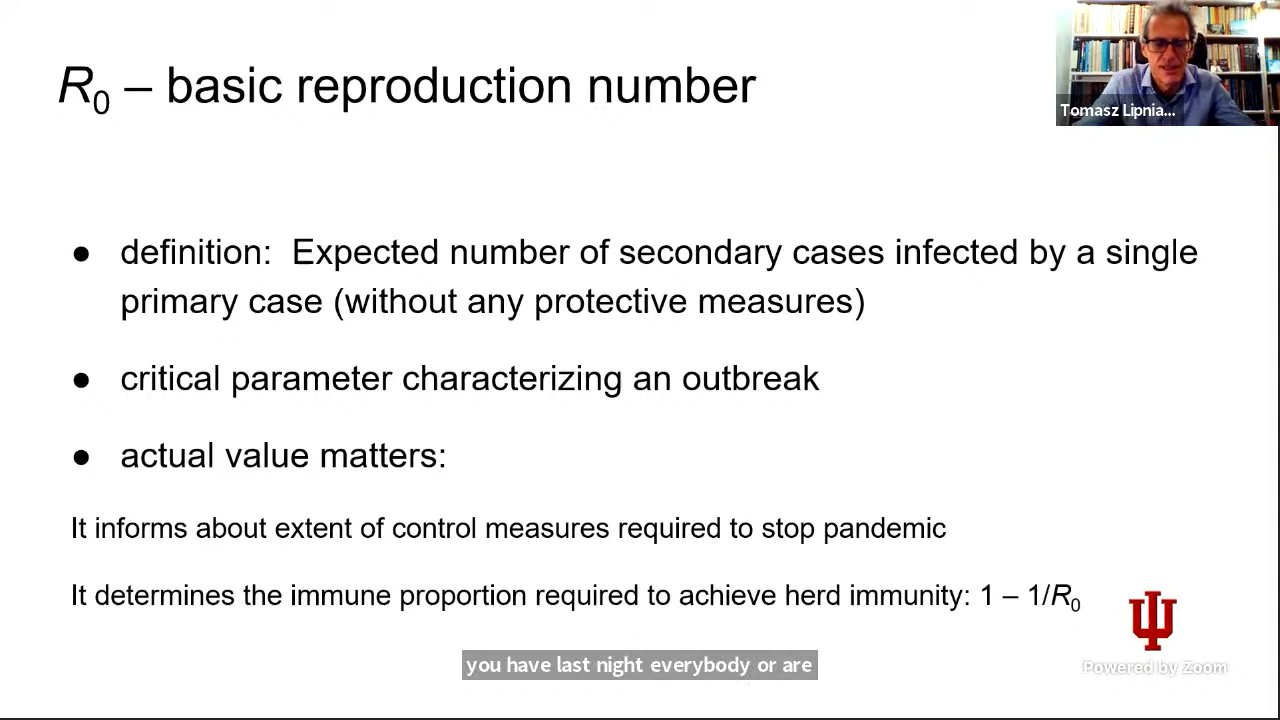 R0 – basic reproduction number
Tomasz Lipnia...
● definition: Expected number of secondary cases infected by a single
primary case (without any protective measures)
● critical parameter characterizing an outbreak
● actual value matters:
It informs about extent of control measures required to stop pandemic
It determines the immune proportion required to achieve herd immunity: 1 – 1/R0
you have last night everybody or are
Powered by Zoom